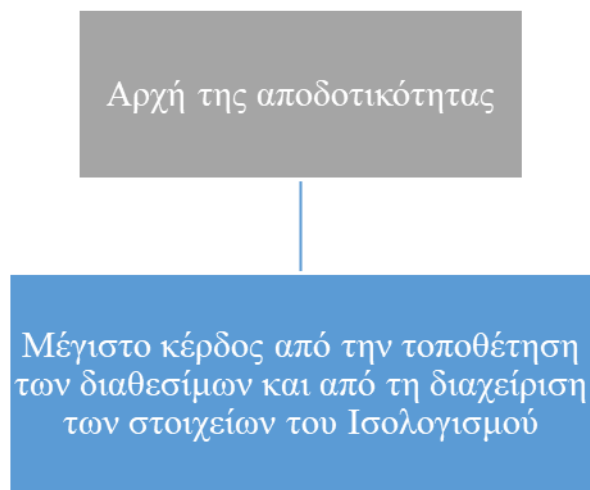 Αρχή της αποδοτικότητας
Μέγιστο κέρδος από την τοποθέτηση
των διαθεσίμων και από τη διαχείριση
των στοιχείων του Ισολογισμού